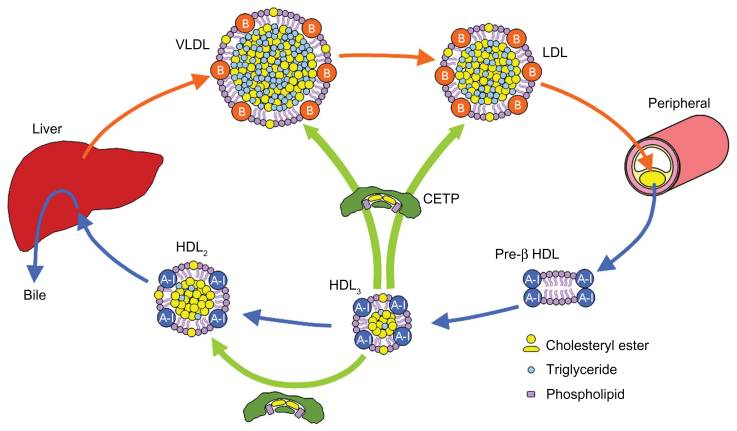 VLDL
B
B
B
B
B
B
LDL
B
B
B
B
B
B
Peripheral
Liver
CETP
HDL2
A-I
A-I
A-I
A-I
Pre-β HDL
A-I
A-I
A-I
A-I
HDL3
A-I
A-I
A-I
A-I
Bile
Cholesteryl ester
Triglyceride
Phospholipid